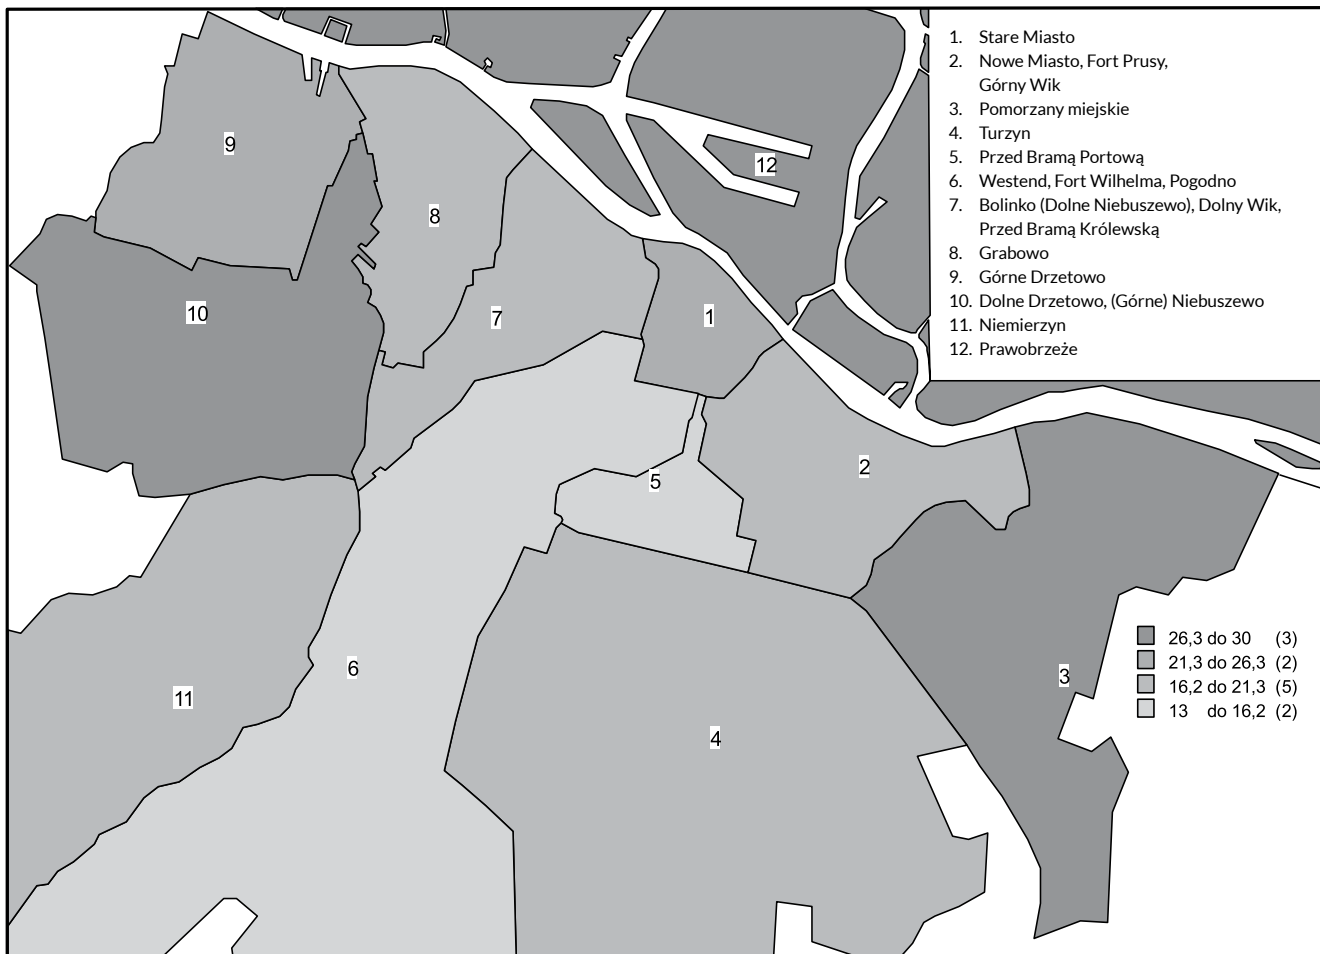 1. Stare Miasto
2. Nowe Miasto, Fort Prusy,
Górny Wik
3. Pomorzany miejskie
4. Turzyn
5. Przed Bramą Portową
6. Westend, Fort Wilhelma, Pogodno
7. Bolinko (Dolne Niebuszewo), Dolny Wik,
Przed Bramą Królewską
8. Grabowo
9. Górne Drzetowo
10. Dolne Drzetowo, (Górne) Niebuszewo
11. Niemierzyn
12. Prawobrzeże
9
12
8
10
7
1
2
5
6
3
11
4
26,3 do 30 (3)
21,3 do 26,3 (2)
16,2 do 21,3 (5)
13 do 16,2 (2)